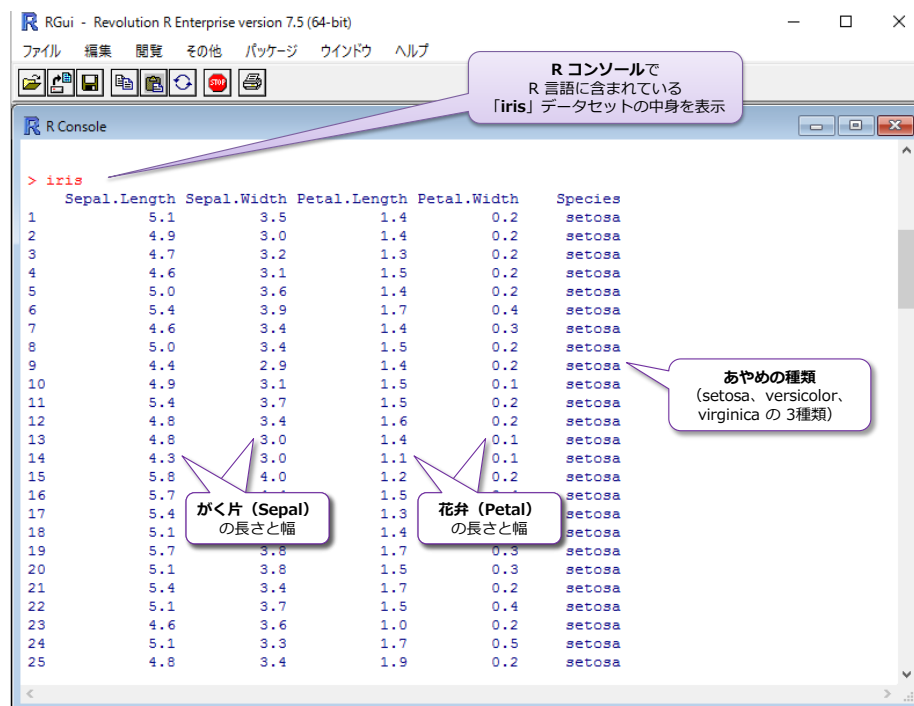 RGui - Revolution R Enterprise version 7.5 (64-bit)
ファイル 編集 閲覧 その他 パッケージ ウインドウ ヘルプ
STOP
R コンソールで
R 言語に含まれている
「iris」データセットの中身を表示
R Console
> iris
Sepal.Length Sepal.Width Petal.Length Petal.Width Species
1 5.1 3.5 1.4 0.2 setosa
2 4.9 3.0 1.4 0.2 setosa
3 4.7 3.2 1.3 0.2 setosa
4 4.6 3.1 1.5 0.2 setosa
5 5.0 3.6 1.4 0.2 setosa
6 5.4 3.9 1.7 0.4 setosa
7 4.6 3.4 1.4 0.3 setosa
8 5.0 3.4 1.5 0.2 setosa
9 4.4 2.9 1.4 0.2 setosa
10 4.9 3.1 1.5 0.1 setosa
11 5.4 3.7 1.5 0.2 setosa
12 4.8 3.4 1.6 0.2 setosa
13 4.8 3.0 1.4 0.1 setosa
14 4.3 3.0 1.1 0.1 setosa
15 5.8 4.0 1.2 0.2 setosa
16 5.7 1.5 setosa
17 5.4 1.3 setosa
18 5.1 1.4 setosa
19 5.7 3.8 1.7 0.3 setosa
20 5.1 3.8 1.5 0.3 setosa
21 5.4 3.4 1.7 0.2 setosa
22 5.1 3.7 1.5 0.4 setosa
23 4.6 3.6 1.0 0.2 setosa
24 5.1 3.3 1.7 0.5 setosa
25 4.8 3.4 1.9 0.2 setosa
あやめの種類
（setosa、versicolor、
virginica の 3種類）
がく片（Sepal）
の長さと幅
花弁（Petal）
の長さと幅